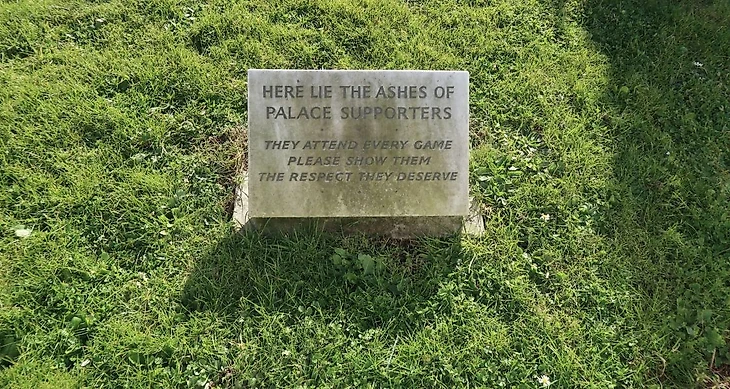 HERE LIE THE ASHES OF
PALACE SUPPORTERS
THEY ATTEND EVERY GAME
PLEASE SHOW THEM
THE RESPECT THEY DESERVE